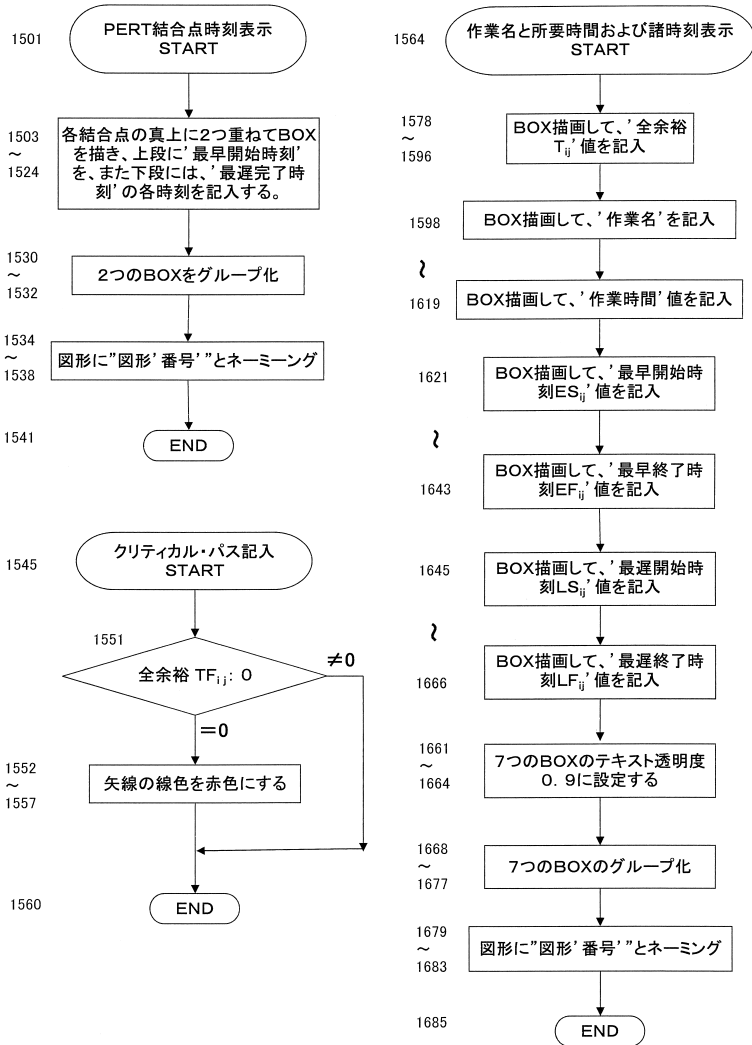 1501
PERT結合点時刻表示
START
1503
～
1524
各結合点の真上に2つ重ねてBOX
を描き、上段に'最早開始時刻'
を、また下段には、'最遅完了時
刻'の各時刻を記入する。
1530
～
1532
2つのBOXをグループ化
1534
～
1538
図形に"図形'番号'"とネーミーング
1541
END
1545
クリティカル・パス記入
START
1551
全余裕 TFij: 0
≠0
=0
1552
～
1557
矢線の線色を赤色にする
1560
END
1564
作業名と所要時間および諸時刻表示
START
1578
～
1596
BOX描画して、'全余裕
Tij'値を記入
1598
BOX描画して、'作業名'を記入
～
1619
BOX描画して、'作業時間'値を記入
1621
BOX描画して、'最早開始時
刻ESij'値を記入
～
1643
BOX描画して、'最早終了時
刻EFij'値を記入
1645
BOX描画して、'最遅開始時
刻LSij'値を記入
～
1666
BOX描画して、'最遅終了時
刻LFij'値を記入
1661
～
1664
7つのBOXのテキスト透明度
0.9に設定する
1668
～
1677
7つのBOXのグループ化
1679
～
1683
図形に"図形'番号'"とネーミング
1685
END